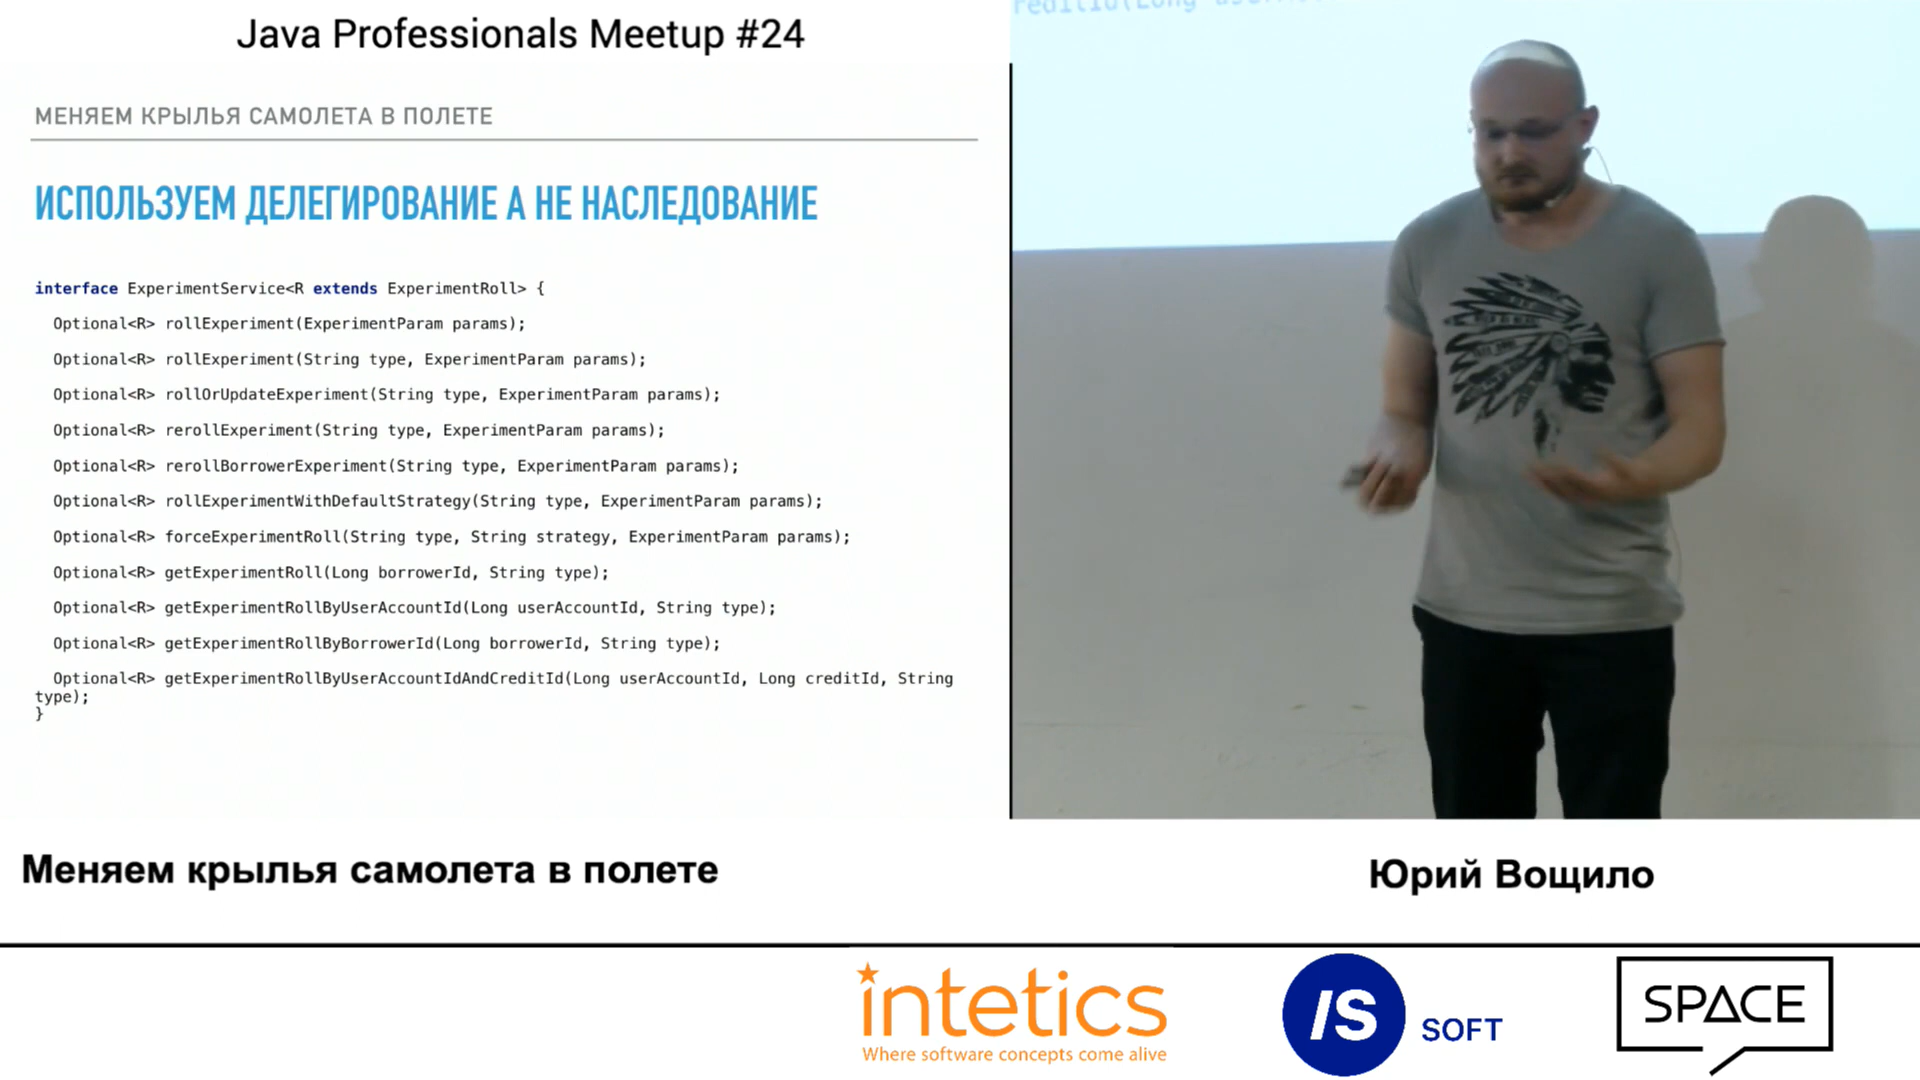 Java Professionals Meetup #24
МЕНЯЕМ КРЫЛЬЯ САМОЛЕТА В ПОЛЕТЕ
ИСПОЛЬЗУЕМ ДЕЛЕГИРОВАНИЕ А НЕ НАСЛЕДОВАНИЕ
interface ExperimentService<R extends ExperimentRoll> {
Optional<R> rollExperiment(ExperimentParam params);
Optional<R> rollExperiment(String type, ExperimentParam params);
Optional<R> rollOrUpdateExperiment(String type, ExperimentParam params);
Optional<R> rerollExperiment(String type, ExperimentParam params);
Optional<R> rerollBorrowerExperiment(String type, ExperimentParam params);
Optional<R> rollExperimentWithDefaultStrategy(String type, ExperimentParam params);
Optional<R> forceExperimentRoll(String type, String strategy, ExperimentParam params);
Optional<R> getExperimentRoll(Long borrowerId, String type);
Optional<R> getExperimentRollByUserAccountId(Long userAccountId, String type);
Optional<R> getExperimentRollByBorrowerId(Long borrowerId, String type);
Optional<R> getExperimentRollByUserAccountIdAndCreditId(Long userAccountId, Long creditId, String
type);
}
Меняем крылья самолета в полете
Юрий Вощило
intetics
Where software concepts come alive
/S SOFT
SPACE